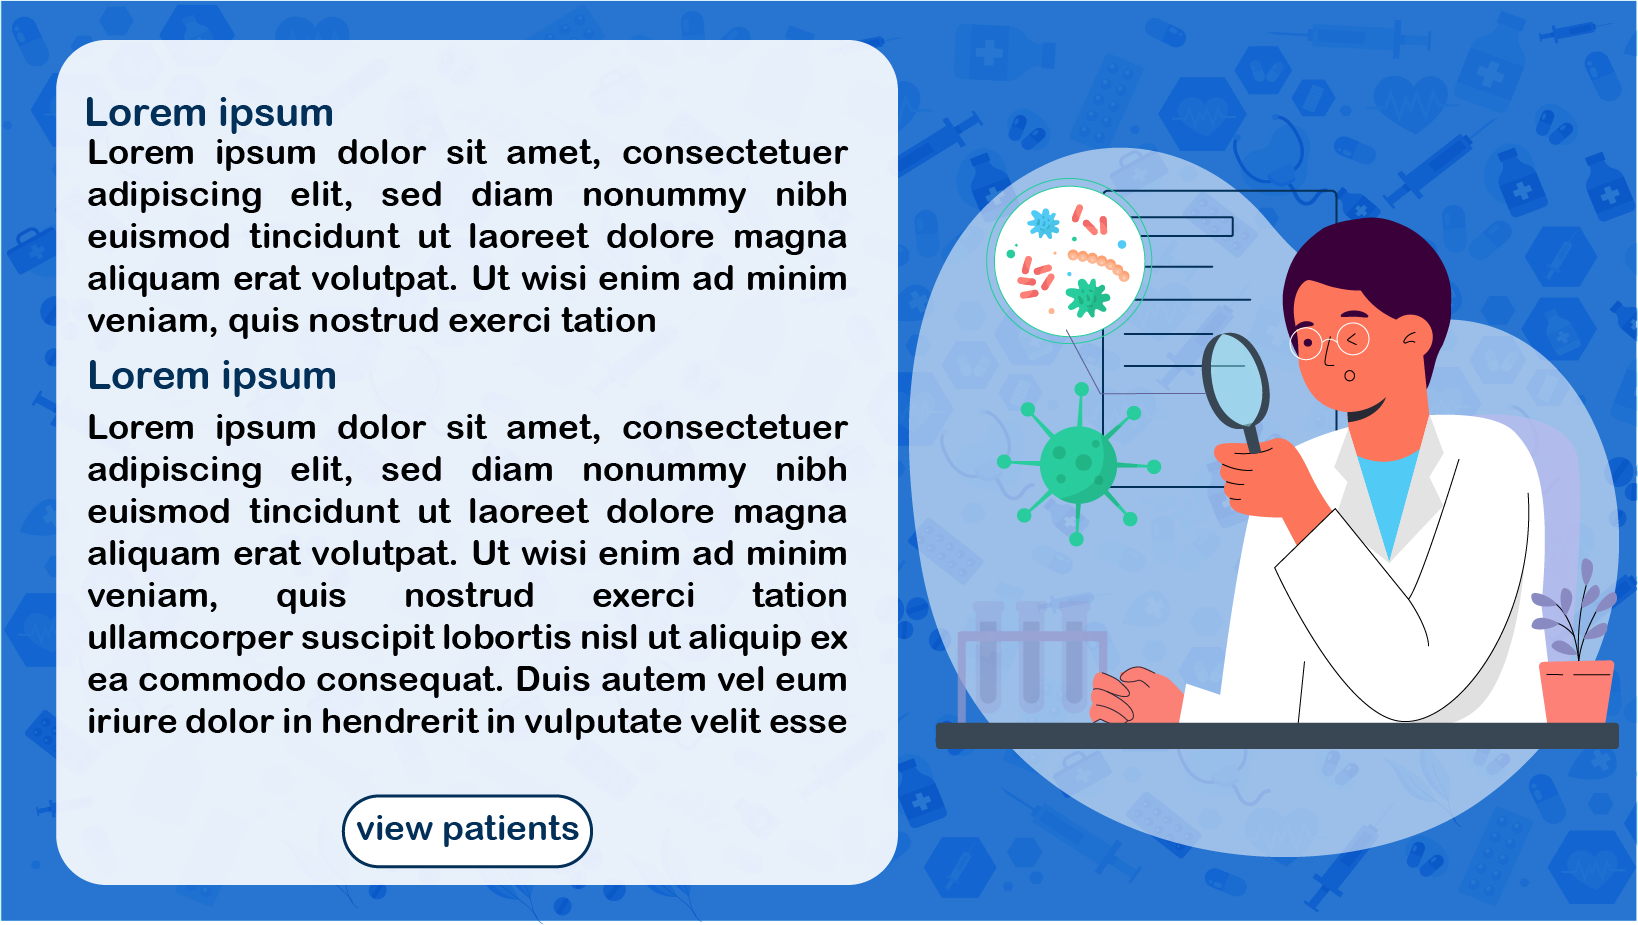 Lorem ipsum
Lorem ipsum dolor sit amet, consectetuer
adipiscing elit, sed diam nonummy nibh
euismod tincidunt ut laoreet dolore magna
aliquam erat volutpat. Ut wisi enim ad minim
veniam, quis nostrud exerci tation
Lorem ipsum
Lorem ipsum dolor sit amet, consectetuer
adipiscing elit, sed diam nonummy nibh
euismod tincidunt ut laoreet dolore magna
aliquam erat volutpat. Ut wisi enim ad minim
veniam, quis nostrud exerci tation
ullamcorper suscipit lobortis nisl ut aliquip ex
ea commodo consequat. Duis autem vel eum
iriure dolor in hendrerit in vulputate velit esse
view patients